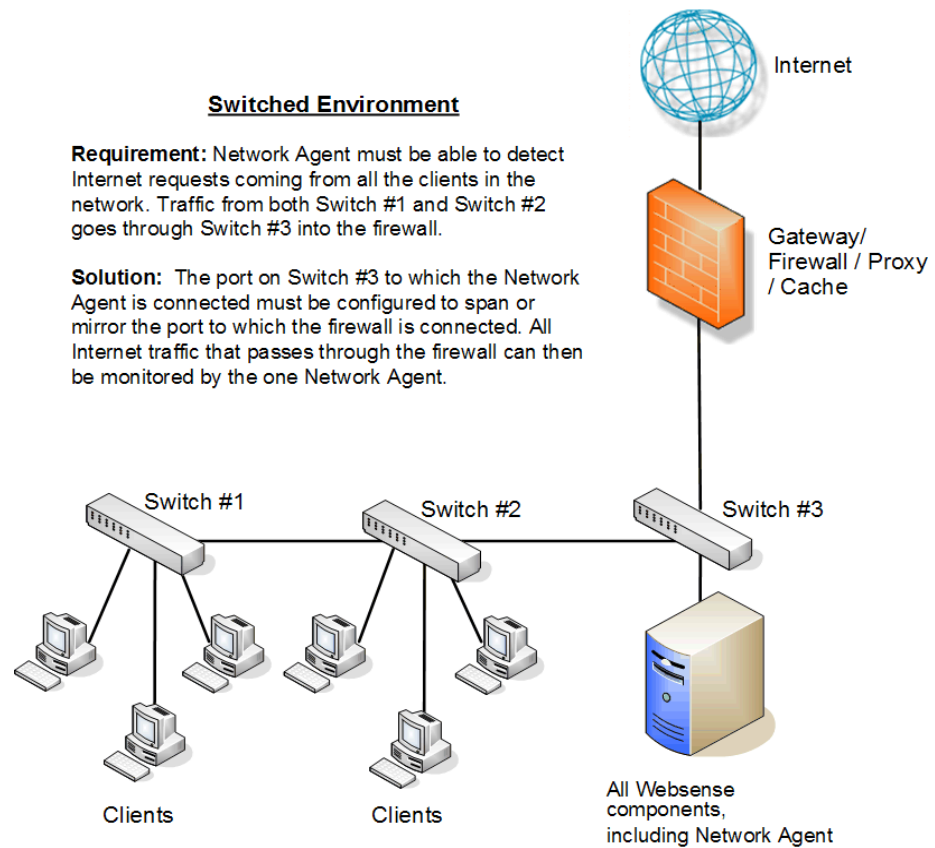 Internet
Switched Environment
Requirement: Network Agent must be able to detect
Internet requests coming from all the clients in the
network. Traffic from both Switch #1 and Switch #2
goes through Switch #3 into the firewall.
Solution: The port on Switch #3 to which the Network
Agent is connected must be configured to span or
mirror the port to which the firewall is connected. All
Internet traffic that passes through the firewall can then
be monitored by the one Network Agent.
Gateway/
Firewall / Proxy
/ Cache
Switch #1
Switch #2
Switch #3
Clients
Clients
All Websense
components,
including Network Agent